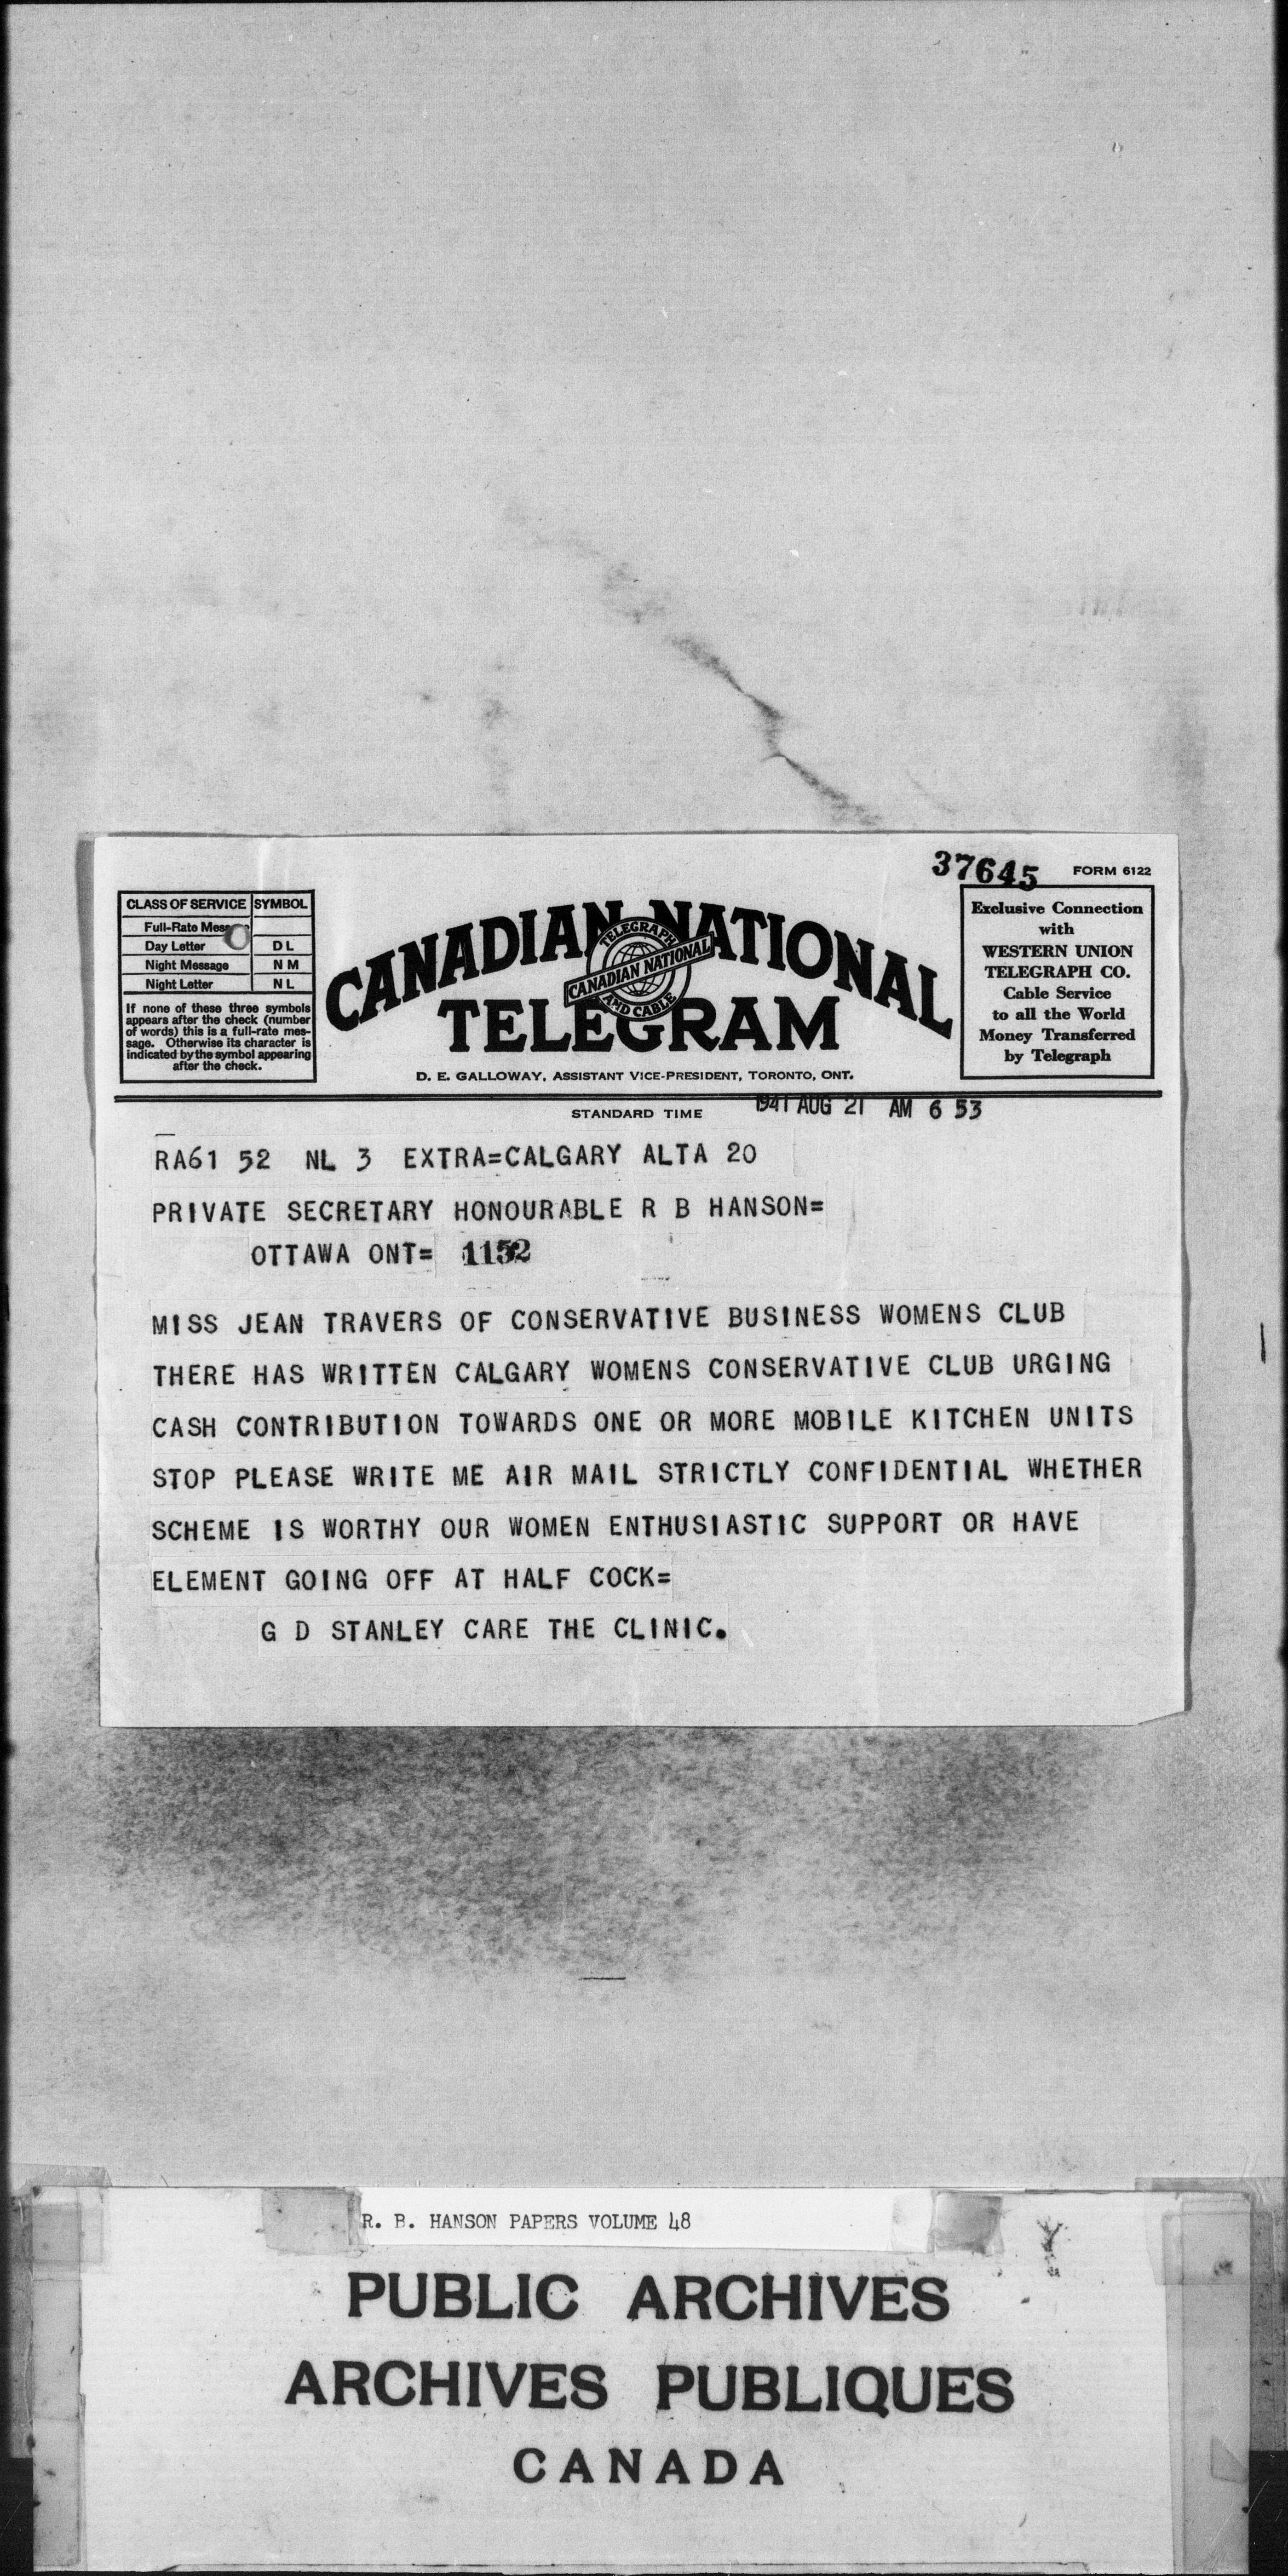 37645 FORM 6122
CLASS OF SERVICE SYMBOL
Full-Rate
Day Letter D L
Night Message N M
Night Letter N L
If none of these three symbols
appears after the check (number
of words) this is a full-rate mes-
sage. Otherwise its character is
indicated by the symbol appearing
after the check.
CANADIAN NATIONAL
TELEGRAPH
CANADIAN NATIONAL
AND CABLE
TELEGRAM
D. E. GALLOWAY, ASSISTANT VICE-PRESIDENT, TORONTO, ONT.
Exclusive Connection
with
WESTERN UNION
TELEGRAPH CO.
Cable Service
to all the World
Money Transferred
by Telegraph
STANDARD TIME 1941 AUG 21 AM 6 53
RA61 52 NL 3 EXTRA=CALGARY ALTA 20
PRIVATE SECRETARY HONOURABLE R B HANSON=
OTTAWA ONT= 1152
MISS JEAN TRAVERS OF CONSERVATIVE BUSINESS WOMENS CLUB
THERE HAS WRITTEN CALGARY WOMENS CONSERVATIVE CLUB URGING
CASH CONTRIBUTION TOWARDS ONE OR MORE MOBILE KITCHEN UNITS
STOP PLEASE WRITE ME AIR MAIL STRICTLY CONFIDENTIAL WHETHER
SCHEME IS WORTHY OUR WOMEN ENTHUSIASTIC SUPPORT OR HAVE
ELEMENT GOING OFF AT HALF COCK=
G D STANLEY CARE THE CLINIC.
R. B. HANSON PAPERS VOLUME 48
PUBLIC ARCHIVES
ARCHIVES PUBLIQUES
CANADA